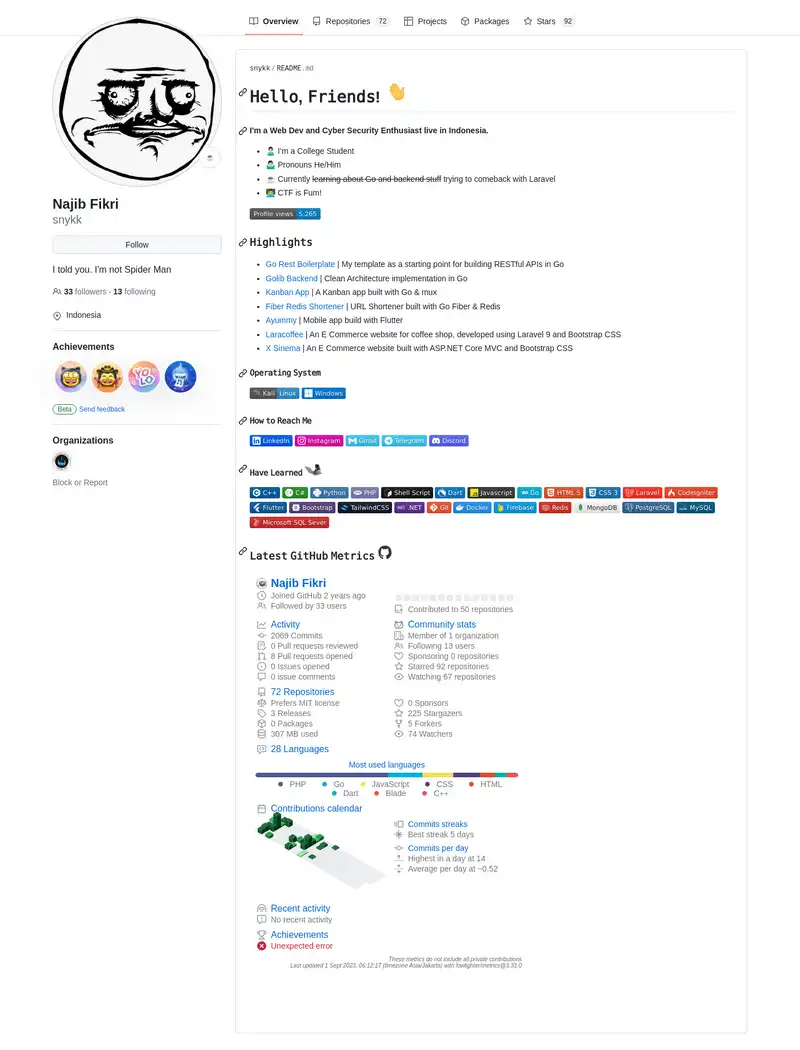 Overview
Repositories 72
Projects
Packages
Stars 92
Najib Fikri
snykk
Follow
I told you. I'm not Spider Man
33 followers · 13 following
Indonesia
Achievements
Beta Send feedback
Organizations
Block or Report
snykk / README.md
Hello, Friends!
I'm a Web Dev and Cyber Security Enthusiast live in Indonesia.
I'm a College Student
Pronouns He/Him
Currently learning about Go and backend stuff trying to comeback with Laravel
CTF is Fum!
Profile views 5,265
Highlights
Go Rest Boilerplate | My template as a starting point for building RESTful APIs in Go
Golib Backend | Clean Architecture implementation in Go
Kanban App | A Kanban app built with Go & mux
Fiber Redis Shortener | URL Shortener built with Go Fiber & Redis
Ayummy | Mobile app build with Flutter
Laracoffee | An E Commerce website for coffee shop, developed using Laravel 9 and Bootstrap CSS
X Sinema | An E Commerce website built with ASP.NET Core MVC and Bootstrap CSS
Operating System
Kali Linux Windows
How to Reach Me
LinkedIn Instagram Gmail Telegram Discord
Have Learned
C++ C# Python PHP Shell Script Dart Javascript Go HTML 5 CSS 3 Laravel CodeIgniter
Flutter Bootstrap TailwindCSS .NET Git Docker Firebase Redis MongoDB PostgreSQL MySQL
Microsoft SQL Sever
Latest GitHub Metrics
Najib Fikri
Joined GitHub 2 years ago
Followed by 33 users
Contributed to 50 repositories
Activity
2069 Commits
0 Pull requests reviewed
8 Pull requests opened
0 Issues opened
0 issue comments
Community stats
Member of 1 organization
Following 13 users
Sponsoring 0 repositories
Starred 92 repositories
Watching 67 repositories
72 Repositories
Prefers MIT license
3 Releases
0 Packages
307 MB used
0 Sponsors
225 Stargazers
5 Forkers
74 Watchers
28 Languages
Most used languages
PHP Go JavaScript CSS HTML
Dart Blade C++
Contributions calendar
Commits streaks
Best streak 5 days
Commits per day
Highest in a day at 14
Average per day at ~0.52
Recent activity
No recent activity
Achievements
Unexpected error
These metrics do not include all private contributions
Last updated 1 Sept 2023, 06:12:17 (timezone Asia/Jakarta) with lowlighter/metrics@3.33.0